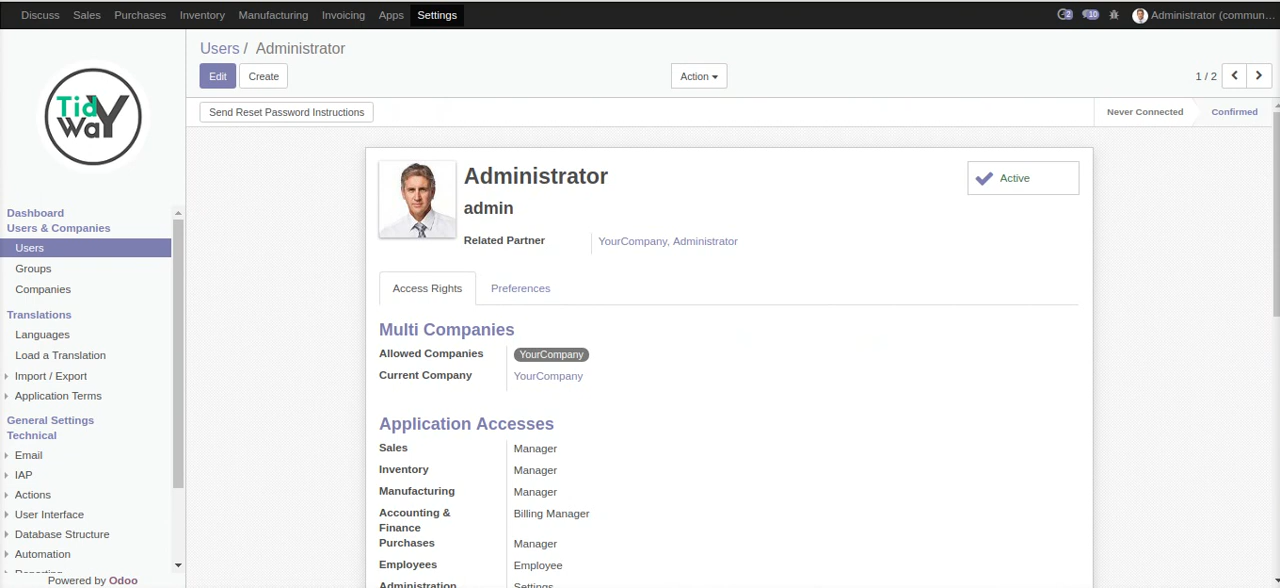 Discuss Sales Purchases Inventory Manufacturing Invoicing Apps Settings 2 10 Administrator (commun...
Users / Administrator
Edit Create Action 1 / 2
Send Reset Password Instructions Never Connected Confirmed
Tidy
Way
Dashboard
Users & Companies
Users
Groups
Companies
Translations
Languages
Load a Translation
Import / Export
Application Terms
General Settings
Technical
Email
IAP
Actions
User Interface
Database Structure
Automation
Reporting
Powered by Odoo
Administrator
Active
admin
Related Partner YourCompany, Administrator
Access Rights Preferences
Multi Companies
Allowed Companies YourCompany
Current Company YourCompany
Application Accesses
Sales Manager
Inventory Manager
Manufacturing Manager
Accounting & Billing Manager
Finance
Purchases Manager
Employees Employee
Administration Settings